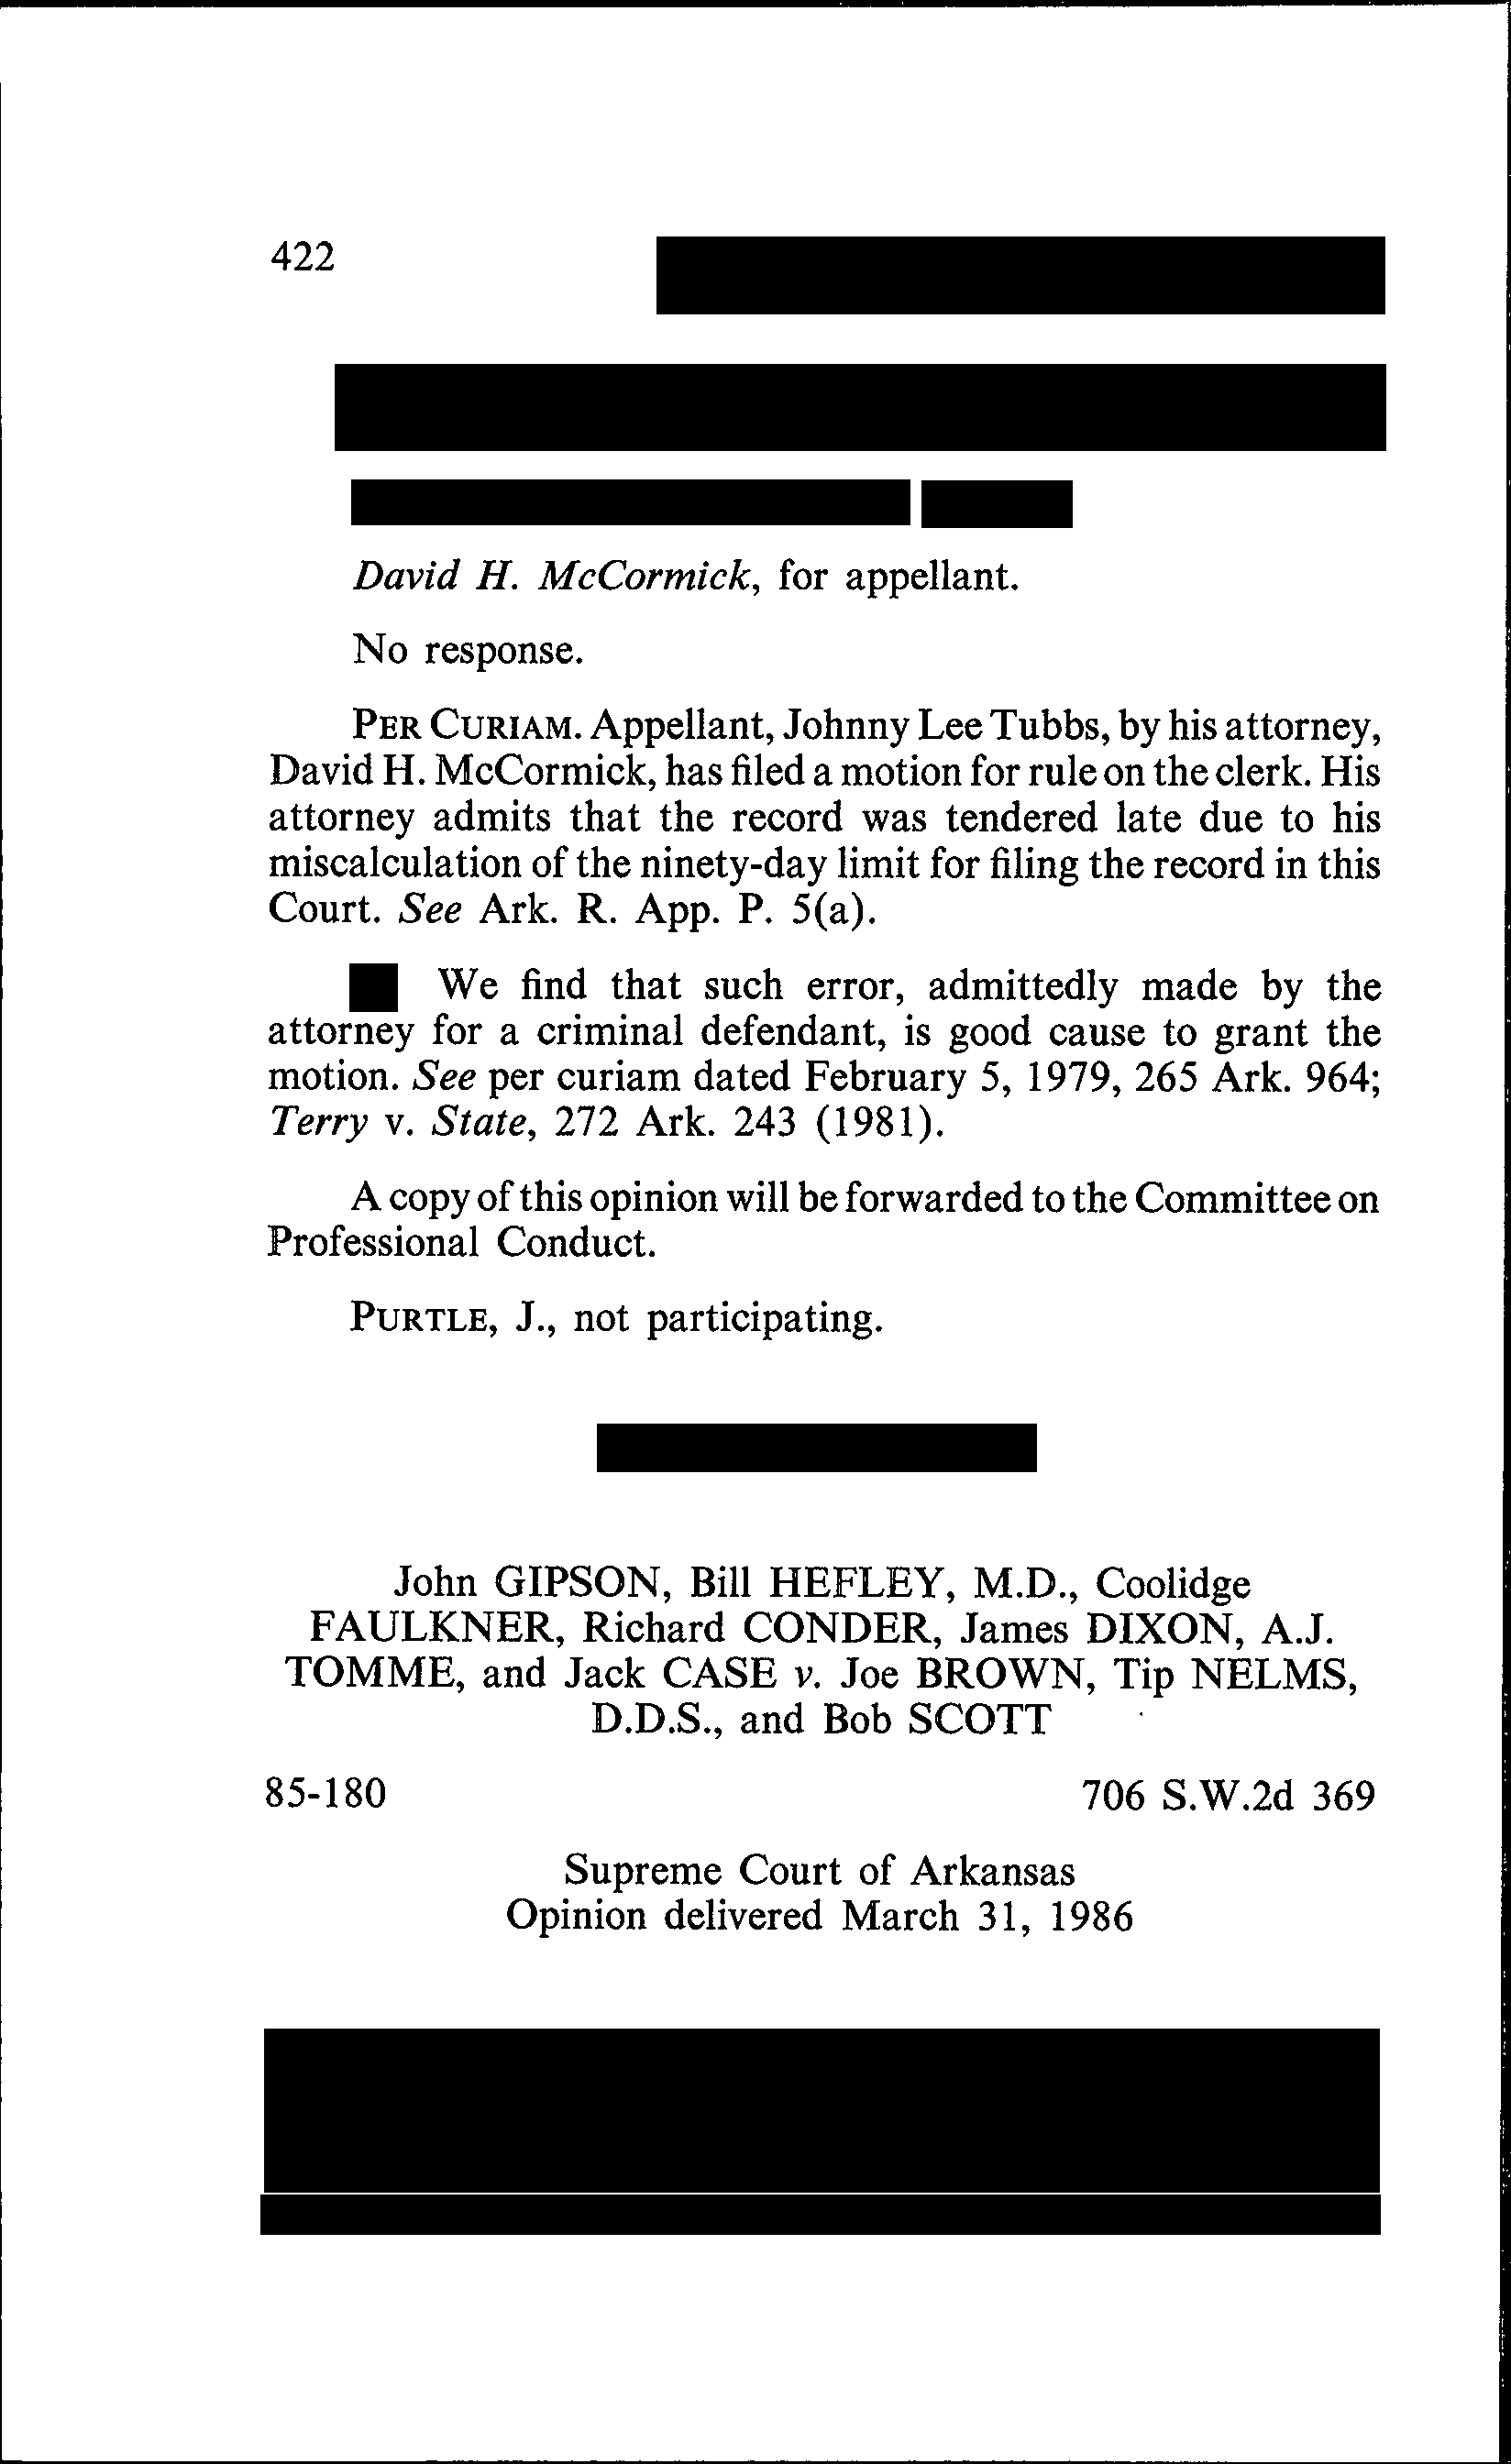 422
David H. McCormick, for appellant.
No response.
PER CURIAM. Appellant, Johnny Lee Tubbs, by his attorney,
David H. McCormick, has filed a motion for rule on the clerk. His
attorney admits that the record was tendered late due to his
miscalculation of the ninety-day limit for filing the record in this
Court. See Ark. R. App. P. 5(a).
We find that such error, admittedly made by the
attorney for a criminal defendant, is good cause to grant the
motion. See per curiam dated February 5, 1979, 265 Ark. 964;
Terry v. State, 272 Ark. 243 (1981).
A copy of this opinion will be forwarded to the Committee on
Professional Conduct.
PURTLE, J., not participating.
John GIPSON, Bill HEFLEY, M.D., Coolidge
FAULKNER, Richard CONDER, James DIXON, A.J.
TOMME, and Jack CASE v. Joe BROWN, Tip NELMS,
D.D.S., and Bob SCOTT
85-180 706 S.W.2d 369
Supreme Court of Arkansas
Opinion delivered March 31, 1986